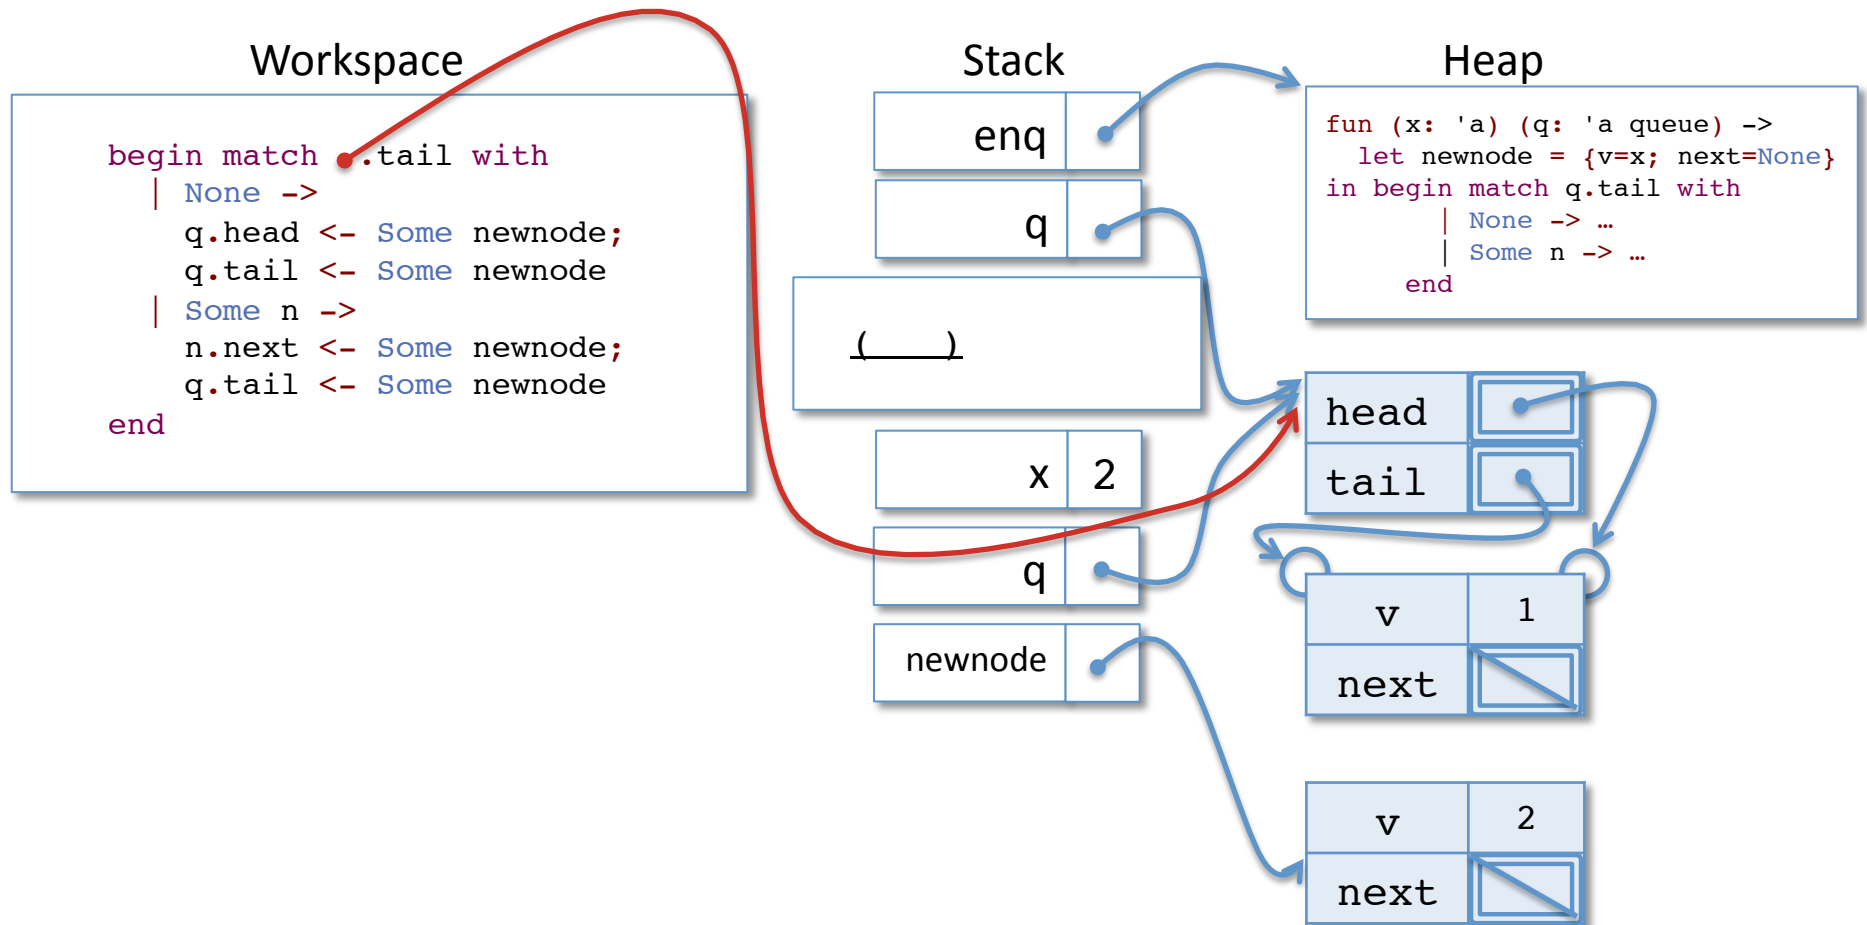 Workspace
begin match .tail with
| None ->
q.head <- Some newnode;
q.tail <- Some newnode
| Some n ->
n.next <- Some newnode;
q.tail <- Some newnode
end
Stack
enq
q
(    )
x 2
q
newnode
Heap
fun (x: 'a) (q: 'a queue) ->
let newnode = {v=x; next=None}
in begin match q.tail with
| None -> …
| Some n -> …
end
head
tail
v 1
next
v 2
next